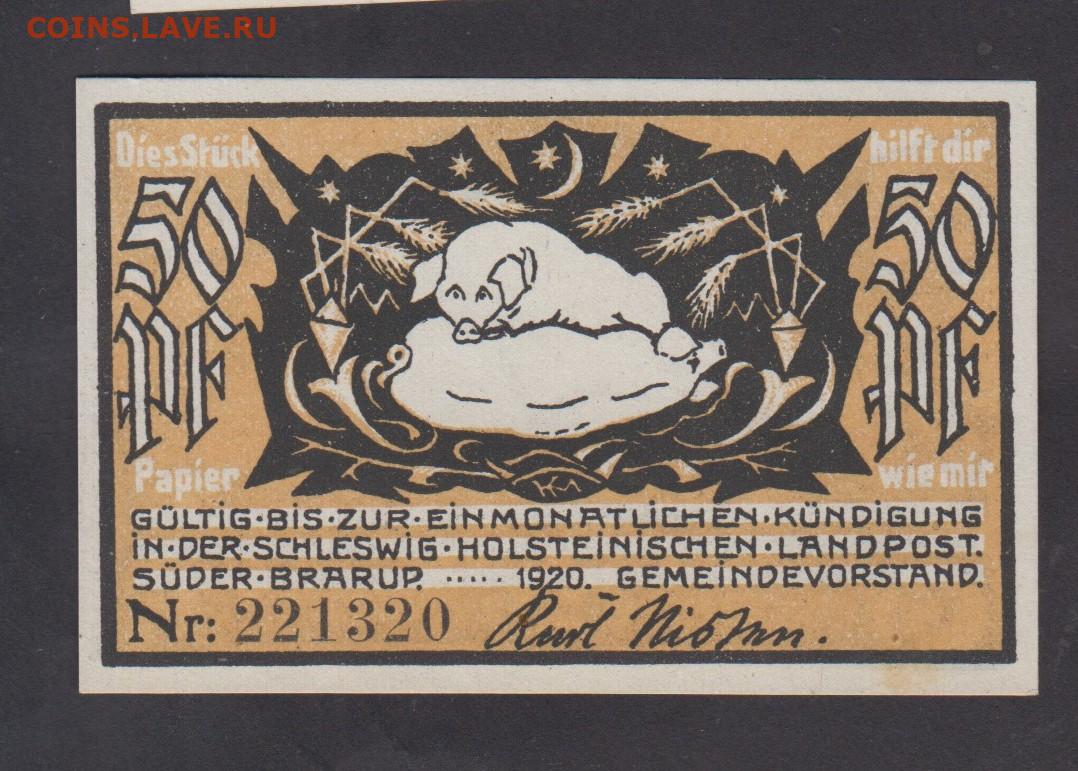 COINS.LAVE.RU
Dies Stück hilft dir
50 50
PF PF
Papier wie mir
HKA
GÜLTIG·BIS·ZUR·EINMONATLICHEN·KÜNDIGUNG
IN·DER·SCHLESWIG·HOLSTEINISCHEN·LANDPOST.
SÜDER·BRARUP. ····· 1920. GEMEINDEVORSTAND.
Nr: 221320